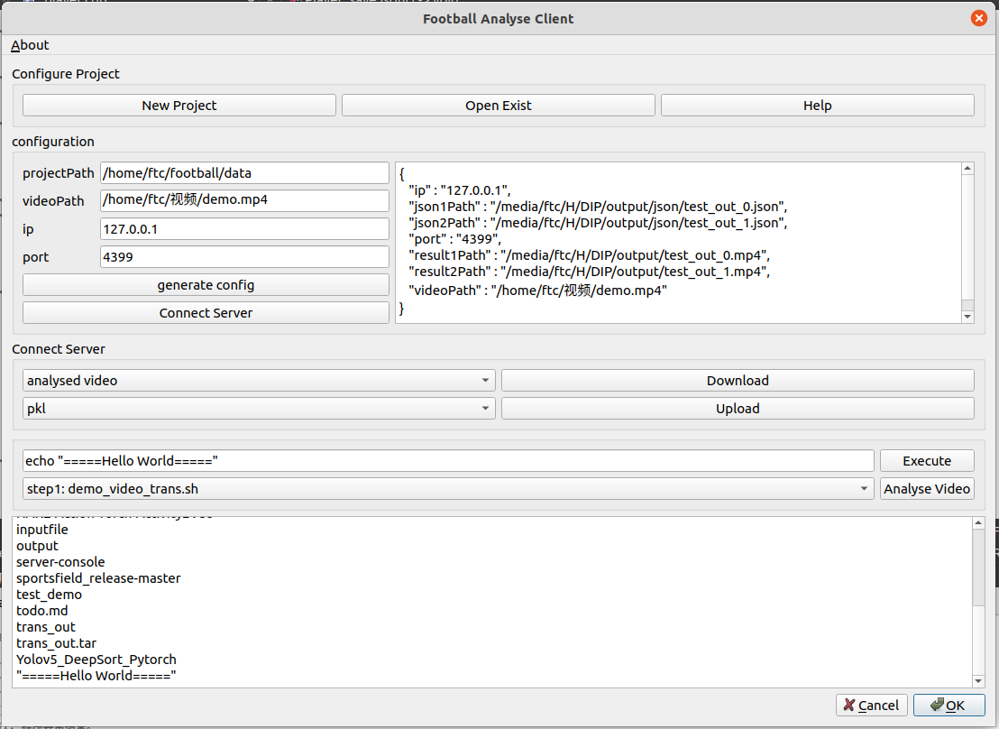 Football Analyse Client
About
Configure Project
New Project Open Exist Help
configuration
projectPath /home/ftc/football/data
videoPath /home/ftc/视频/demo.mp4
ip 127.0.0.1
port 4399
generate config
Connect Server
{
"ip" : "127.0.0.1",
"json1Path" : "/media/ftc/H/DIP/output/json/test_out_0.json",
"json2Path" : "/media/ftc/H/DIP/output/json/test_out_1.json",
"port" : "4399",
"result1Path" : "/media/ftc/H/DIP/output/test_out_0.mp4",
"result2Path" : "/media/ftc/H/DIP/output/test_out_1.mp4",
"videoPath" : "/home/ftc/视频/demo.mp4"
}
Connect Server
analysed video Download
pkl Upload
echo "=====Hello World=====" Execute
step1: demo_video_trans.sh Analyse Video
inputfile
output
server-console
sportsfield_release-master
test_demo
todo.md
trans_out
trans_out.tar
Yolov5_DeepSort_Pytorch
"=====Hello World====="
Cancel OK